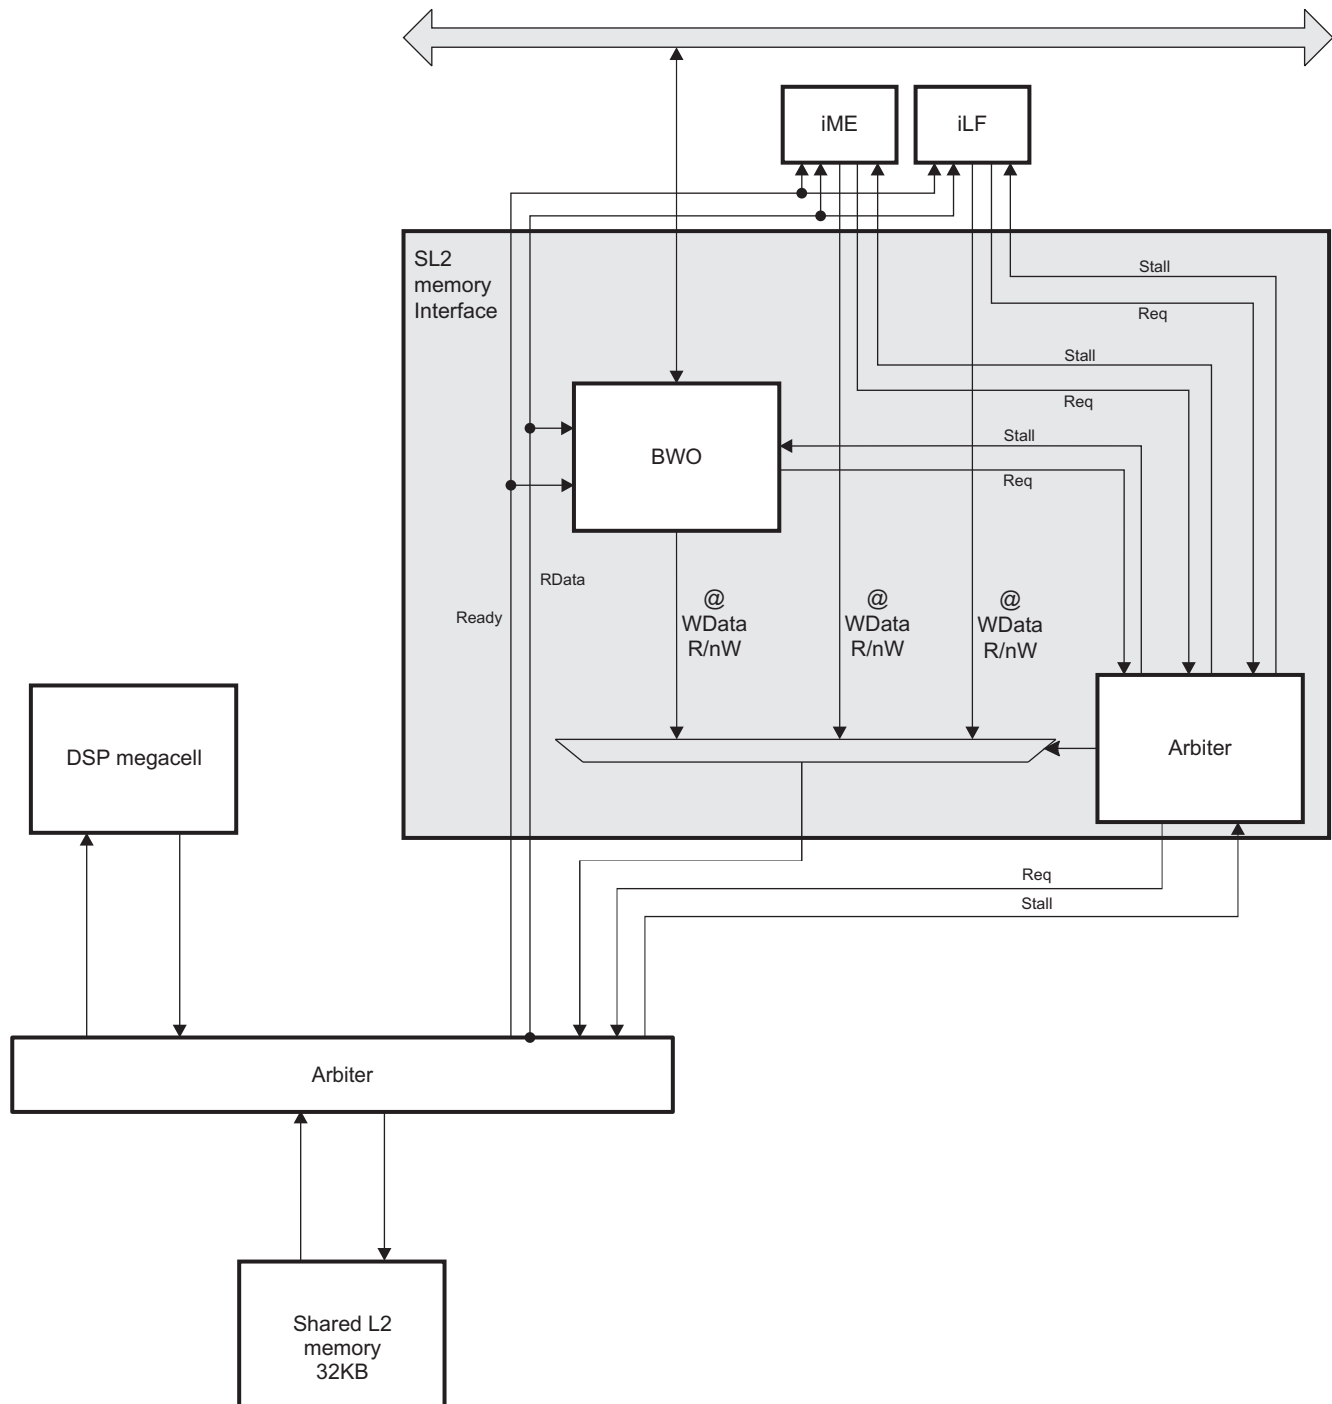 iME
iLF
SL2
memory
Interface
Stall
Req
Stall
Req
Stall
Req
BWO
RData
Ready
@
WData
R/nW
@
WData
R/nW
@
WData
R/nW
DSP megacell
Arbiter
Req
Stall
Arbiter
Shared L2
memory
32KB